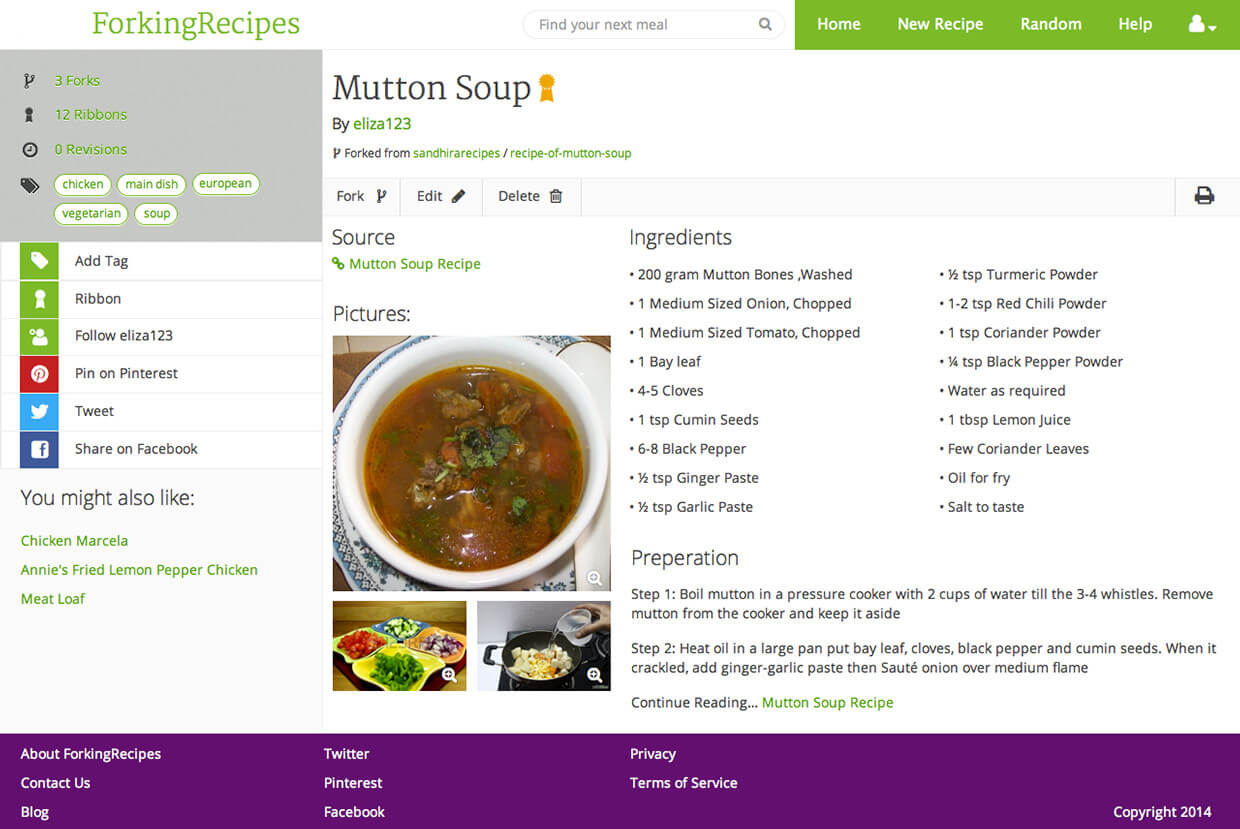 ForkingRecipes
Find your next meal
Home
New Recipe
Random
Help
3 Forks
12 Ribbons
0 Revisions
chicken
main dish
european
vegetarian
soup
Add Tag
Ribbon
Follow eliza123
Pin on Pinterest
Tweet
Share on Facebook
You might also like:
Chicken Marcela
Annie's Fried Lemon Pepper Chicken
Meat Loaf
Mutton Soup
By eliza123
Forked from sandhirarecipes / recipe-of-mutton-soup
Fork
Edit
Delete
Source
Mutton Soup Recipe
Pictures:
Ingredients
• 200 gram Mutton Bones ,Washed
• 1 Medium Sized Onion, Chopped
• 1 Medium Sized Tomato, Chopped
• 1 Bay leaf
• 4-5 Cloves
• 1 tsp Cumin Seeds
• 6-8 Black Pepper
• ½ tsp Ginger Paste
• ½ tsp Garlic Paste
• ½ tsp Turmeric Powder
• 1-2 tsp Red Chili Powder
• 1 tsp Coriander Powder
• ¼ tsp Black Pepper Powder
• Water as required
• 1 tbsp Lemon Juice
• Few Coriander Leaves
• Oil for fry
• Salt to taste
Preperation
Step 1: Boil mutton in a pressure cooker with 2 cups of water till the 3-4 whistles. Remove
mutton from the cooker and keep it aside
Step 2: Heat oil in a large pan put bay leaf, cloves, black pepper and cumin seeds. When it
crackled, add ginger-garlic paste then Sauté onion over medium flame
Continue Reading... Mutton Soup Recipe
About ForkingRecipes
Contact Us
Blog
Twitter
Pinterest
Facebook
Privacy
Terms of Service
Copyright 2014